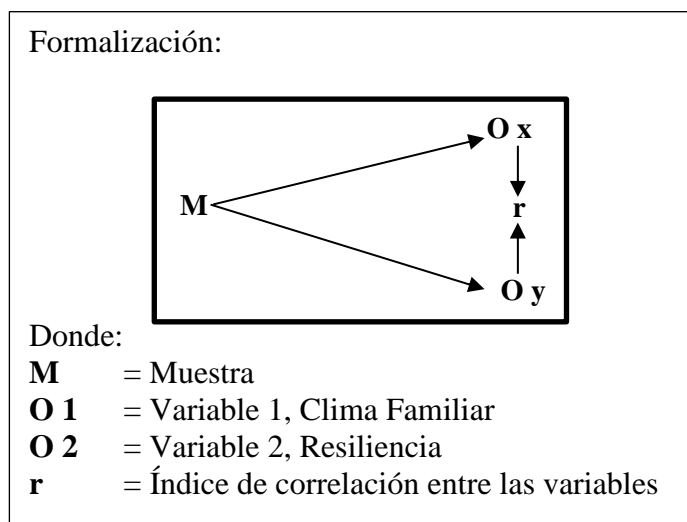 Formalización:
O x
M
r
O y
Donde:
M = Muestra
O 1 = Variable 1, Clima Familiar
O 2 = Variable 2, Resiliencia
r = Índice de correlación entre las variables